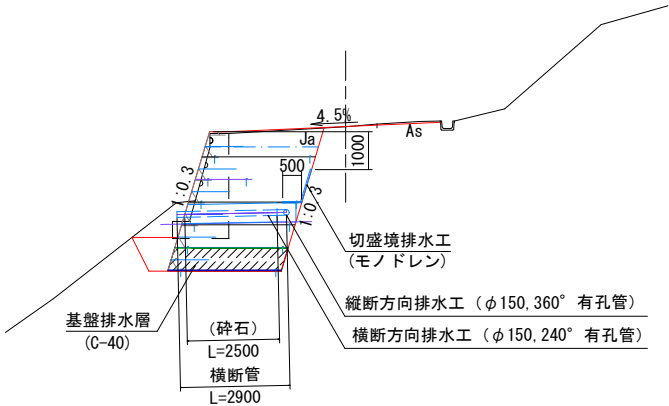 4.5%
Ja
As
1000
500
1:0.3
1:0.3
切盛境排水工
(モノドレン)
縦断方向排水工（φ150,360°有孔管）
横断方向排水工（φ150,240°有孔管）
基盤排水層
(C-40)
(砕石)
L=2500
横断管
L=2900